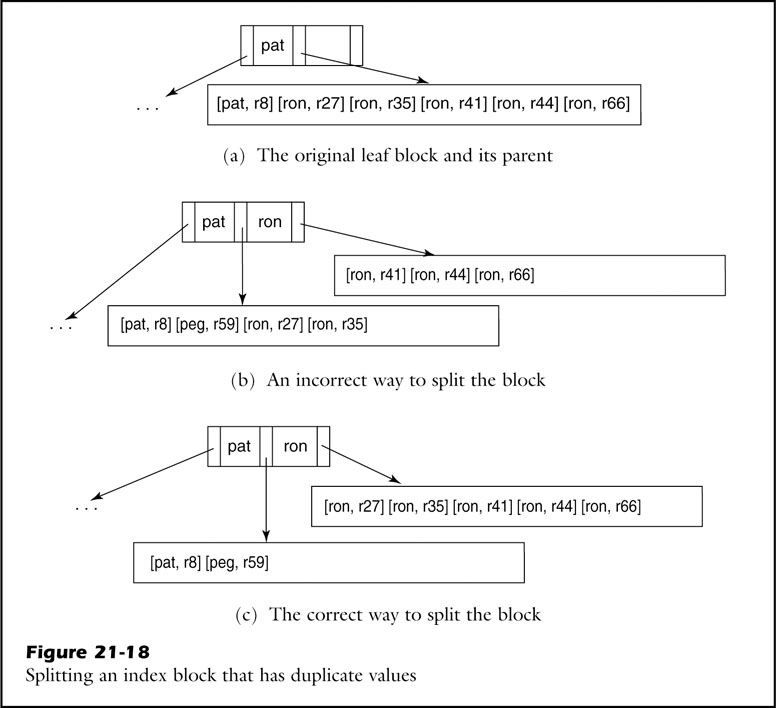 pat
. . .
[pat, r8] [ron, r27] [ron, r35] [ron, r41] [ron, r44] [ron, r66]
(a) The original leaf block and its parent
pat ron
[ron, r41] [ron, r44] [ron, r66]
. . .
[pat, r8] [peg, r59] [ron, r27] [ron, r35]
(b) An incorrect way to split the block
pat ron
. . .
[ron, r27] [ron, r35] [ron, r41] [ron, r44] [ron, r66]
[pat, r8] [peg, r59]
(c) The correct way to split the block
Figure 21-18
Splitting an index block that has duplicate values